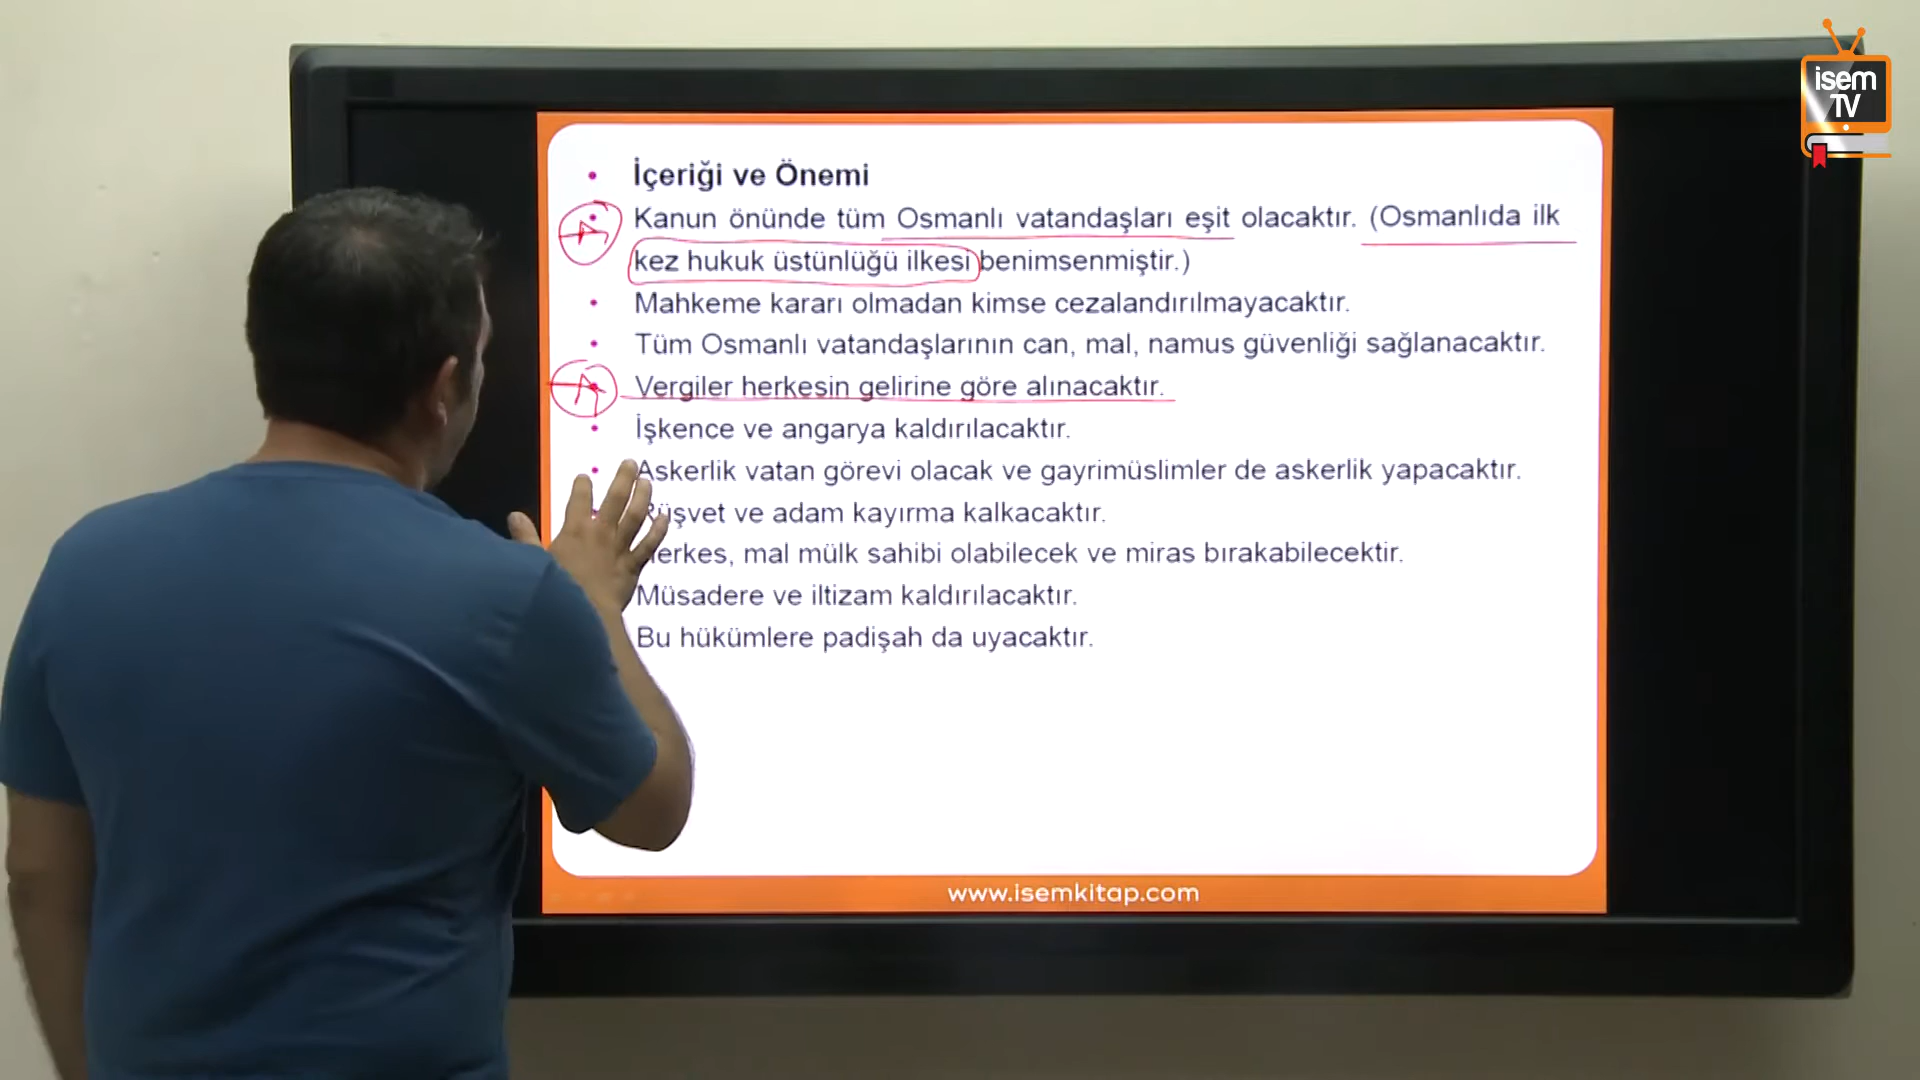 isem
TV
İçeriği ve Önemi
Kanun önünde tüm Osmanlı vatandaşları eşit olacaktır. (Osmanlıda ilk
kez hukuk üstünlüğü ilkesi benimsenmiştir.)
Mahkeme kararı olmadan kimse cezalandırılmayacaktır.
Tüm Osmanlı vatandaşlarının can, mal, namus güvenliği sağlanacaktır.
Vergiler herkesin gelirine göre alınacaktır.
İşkence ve angarya kaldırılacaktır.
Askerlik vatan görevi olacak ve gayrimüslimler de askerlik yapacaktır.
Rüşvet ve adam kayırma kalkacaktır.
Herkes, mal mülk sahibi olabilecek ve miras bırakabilecektir.
Müsadere ve iltizam kaldırılacaktır.
Bu hükümlere padişah da uyacaktır.
www.isemkitap.com